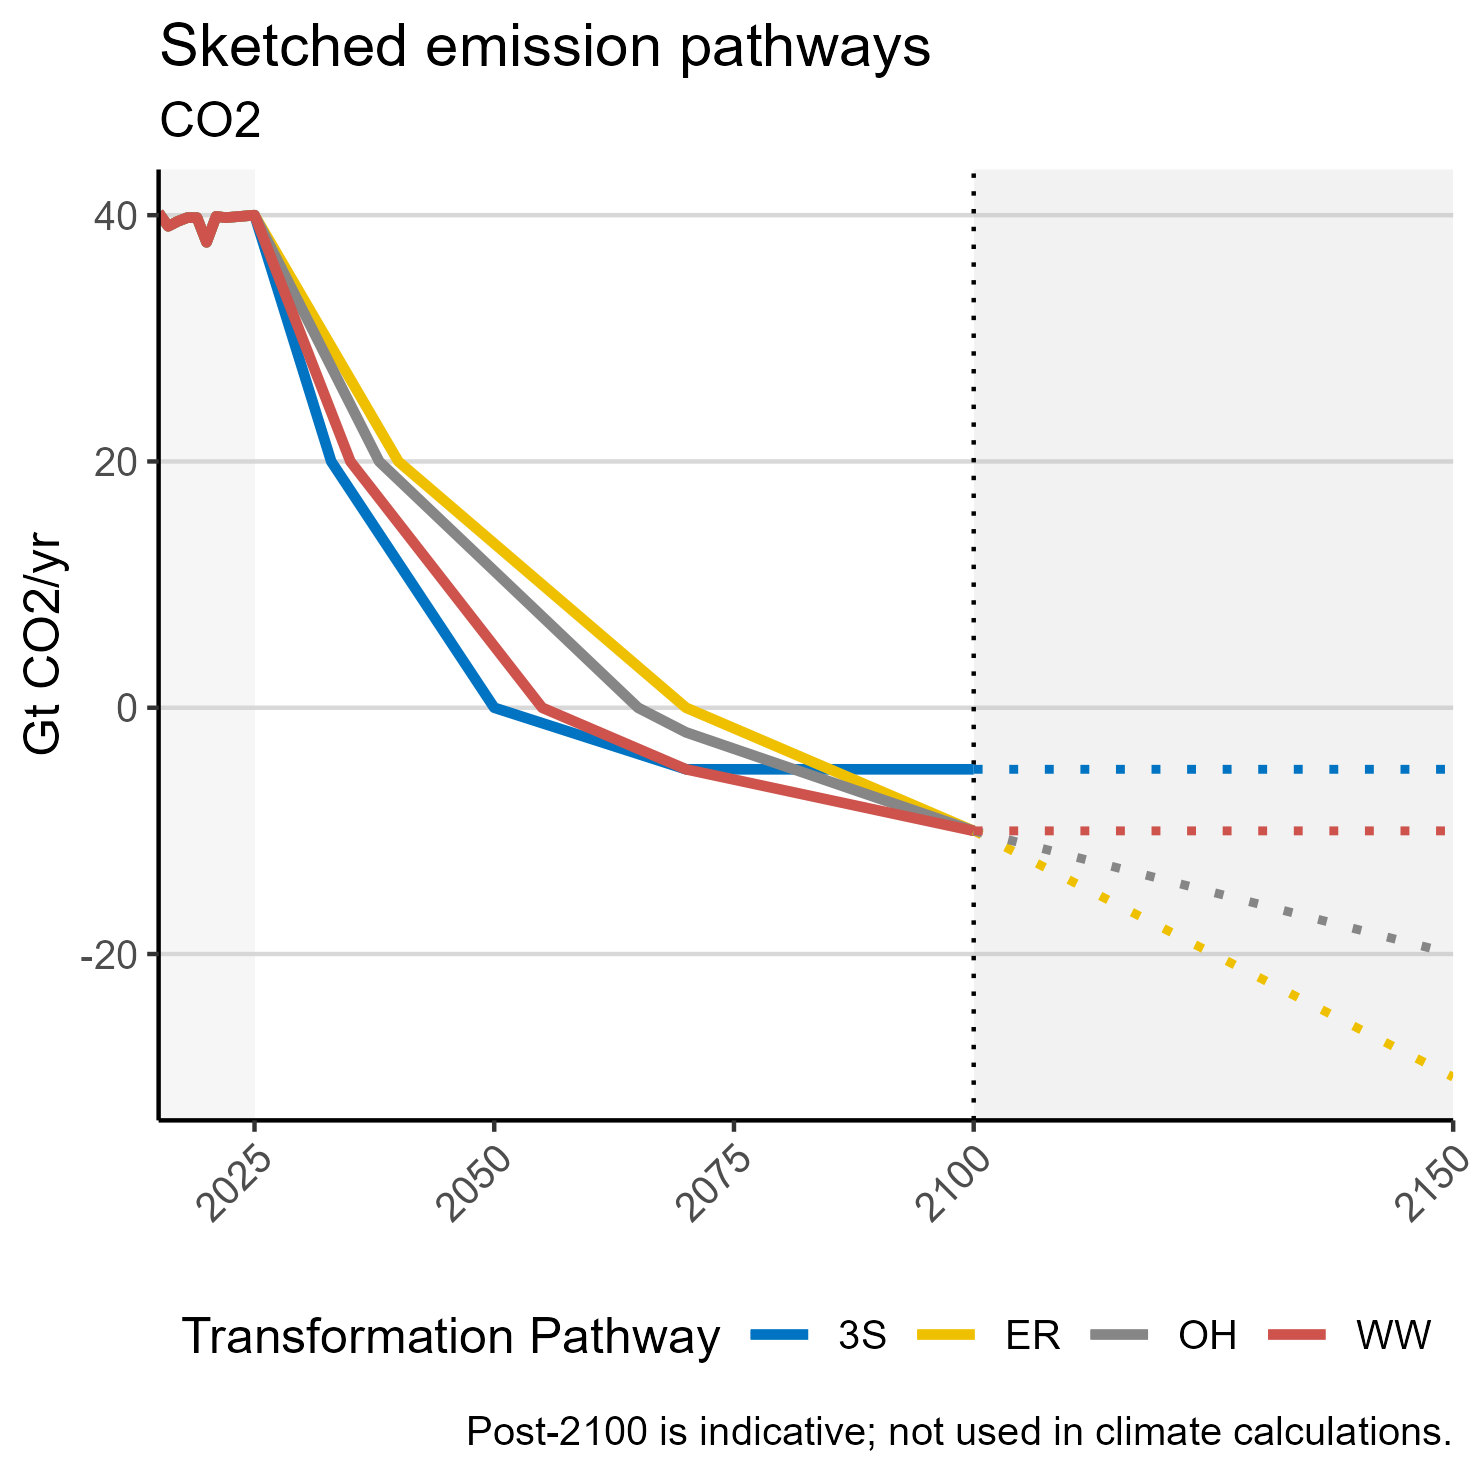 Sketched emission pathways
CO2
Gt CO2/yr
40
20
0
-20
2025 2050 2075 2100 2150
Transformation Pathway 3S ER OH WW
Post-2100 is indicative; not used in climate calculations.